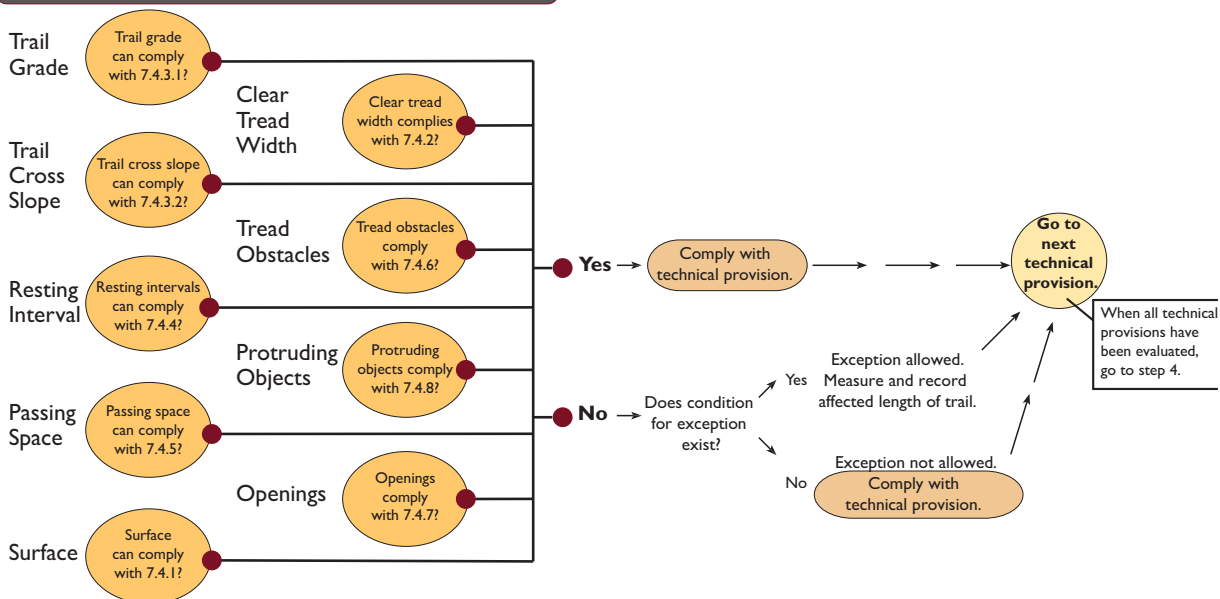 Trail
Grade
Trail grade
can comply
with 7.4.3.1?
Clear
Tread
Width
Clear tread
width complies
with 7.4.2?
Trail
Cross
Slope
Trail cross slope
can comply
with 7.4.3.2?
Tread
Obstacles
Tread obstacles
comply
with 7.4.6?
Resting
Interval
Resting intervals
can comply
with 7.4.4?
Protruding
Objects
Protruding
objects comply
with 7.4.8?
Passing
Space
Passing space
can comply
with 7.4.5?
Openings
Openings
comply
with 7.4.7?
Surface
Surface
can comply
with 7.4.1?
Yes
Comply with
technical provision.
Go to
next
technical
provision.
When all technical
provisions have
been evaluated,
go to step 4.
No
Does condition
for exception
exist?
Yes
Exception allowed.
Measure and record
affected length of trail.
No
Exception not allowed.
Comply with
technical provision.